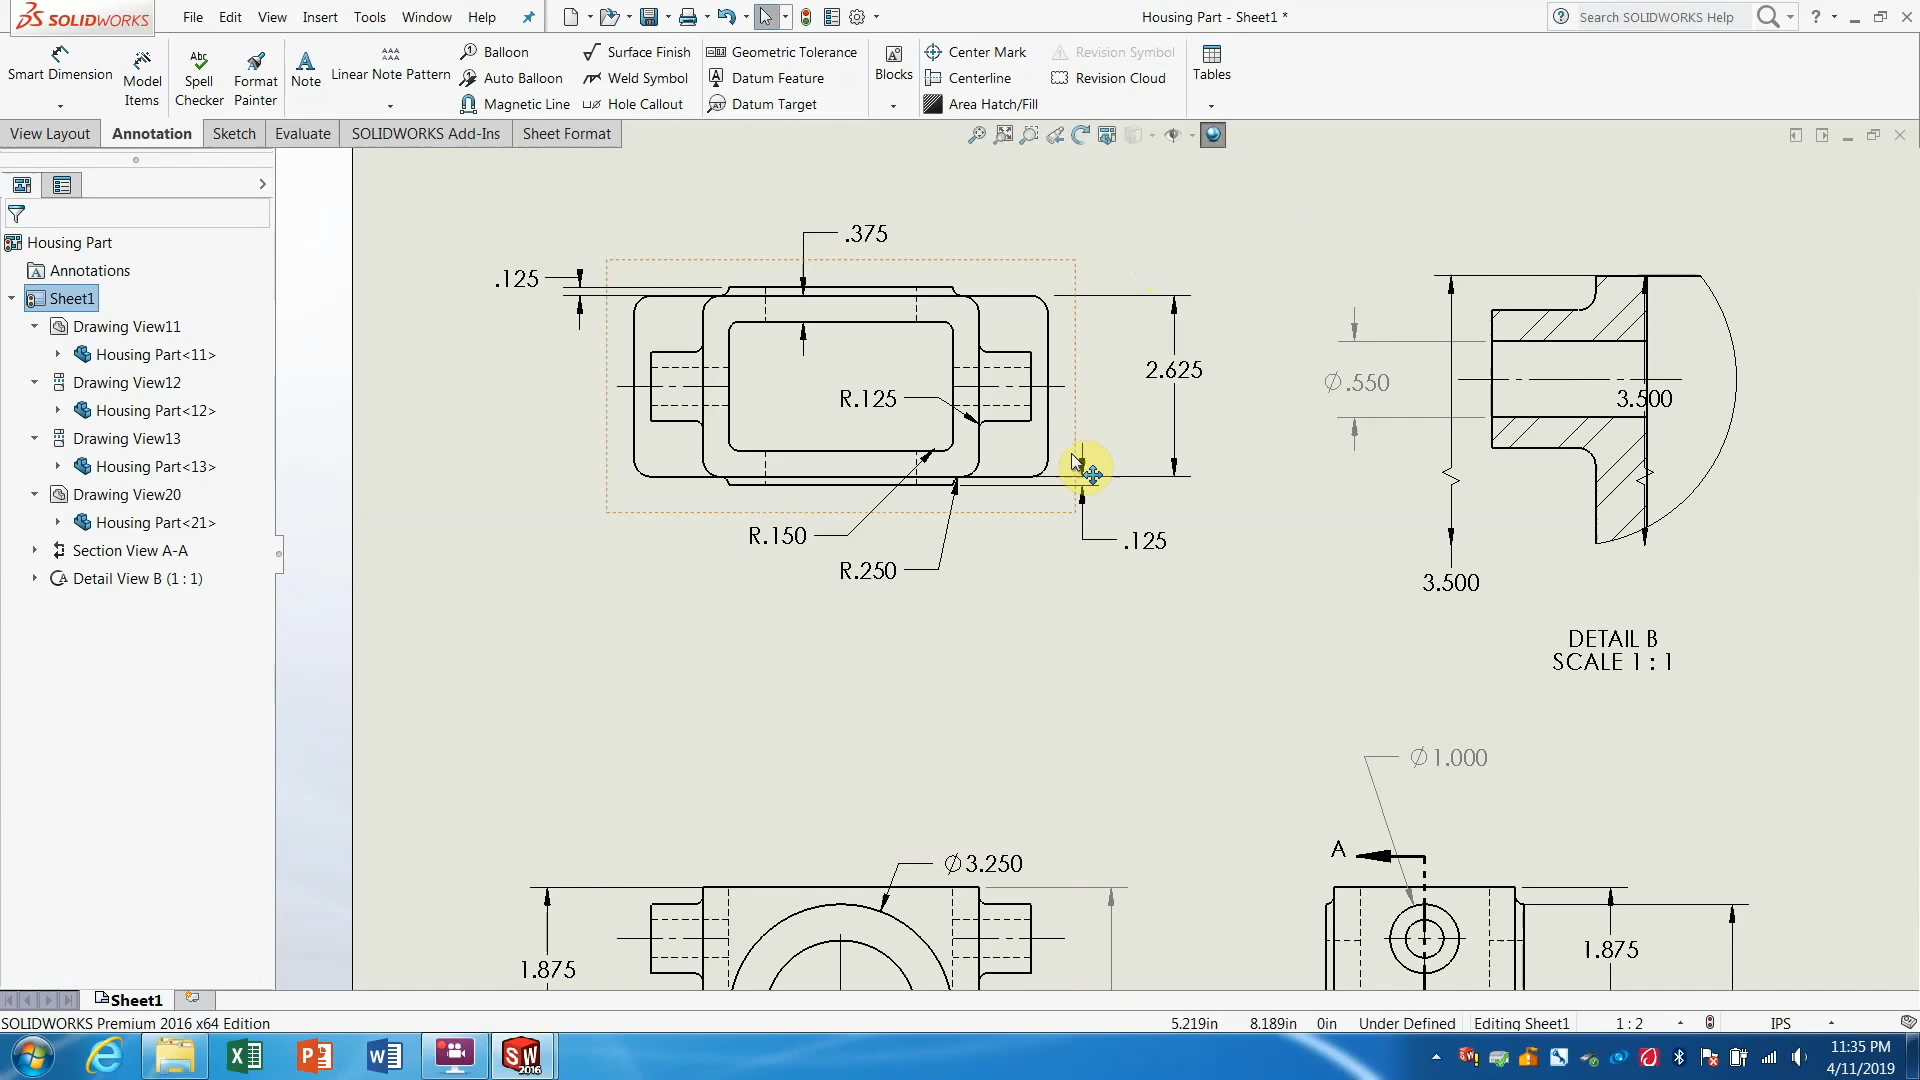 SOLIDWORKS
File Edit View Insert Tools Window Help
Housing Part - Sheet1 *
Search SOLIDWORKS Help
Smart Dimension
Model Items
Spell Checker
Format Painter
Note
Linear Note Pattern
Balloon
Auto Balloon
Magnetic Line
Surface Finish
Weld Symbol
Hole Callout
Geometric Tolerance
Datum Feature
Datum Target
Blocks
Center Mark
Centerline
Area Hatch/Fill
Revision Symbol
Revision Cloud
Tables
View Layout Annotation Sketch Evaluate SOLIDWORKS Add-Ins Sheet Format
Housing Part
Annotations
Sheet1
Drawing View11
Housing Part<11>
Drawing View12
Housing Part<12>
Drawing View13
Housing Part<13>
Drawing View20
Housing Part<21>
Section View A-A
Detail View B (1 : 1)
.375
.125
2.625
R.125
R.150
R.250
.125
∅.550
3.500
3.500
DETAIL B
SCALE 1 : 1
∅1.000
A
∅3.250
1.875
1.875
Sheet1
SOLIDWORKS Premium 2016 x64 Edition
5.219in 8.189in 0in Under Defined Editing Sheet1 1 : 2 IPS
11:35 PM
4/11/2019